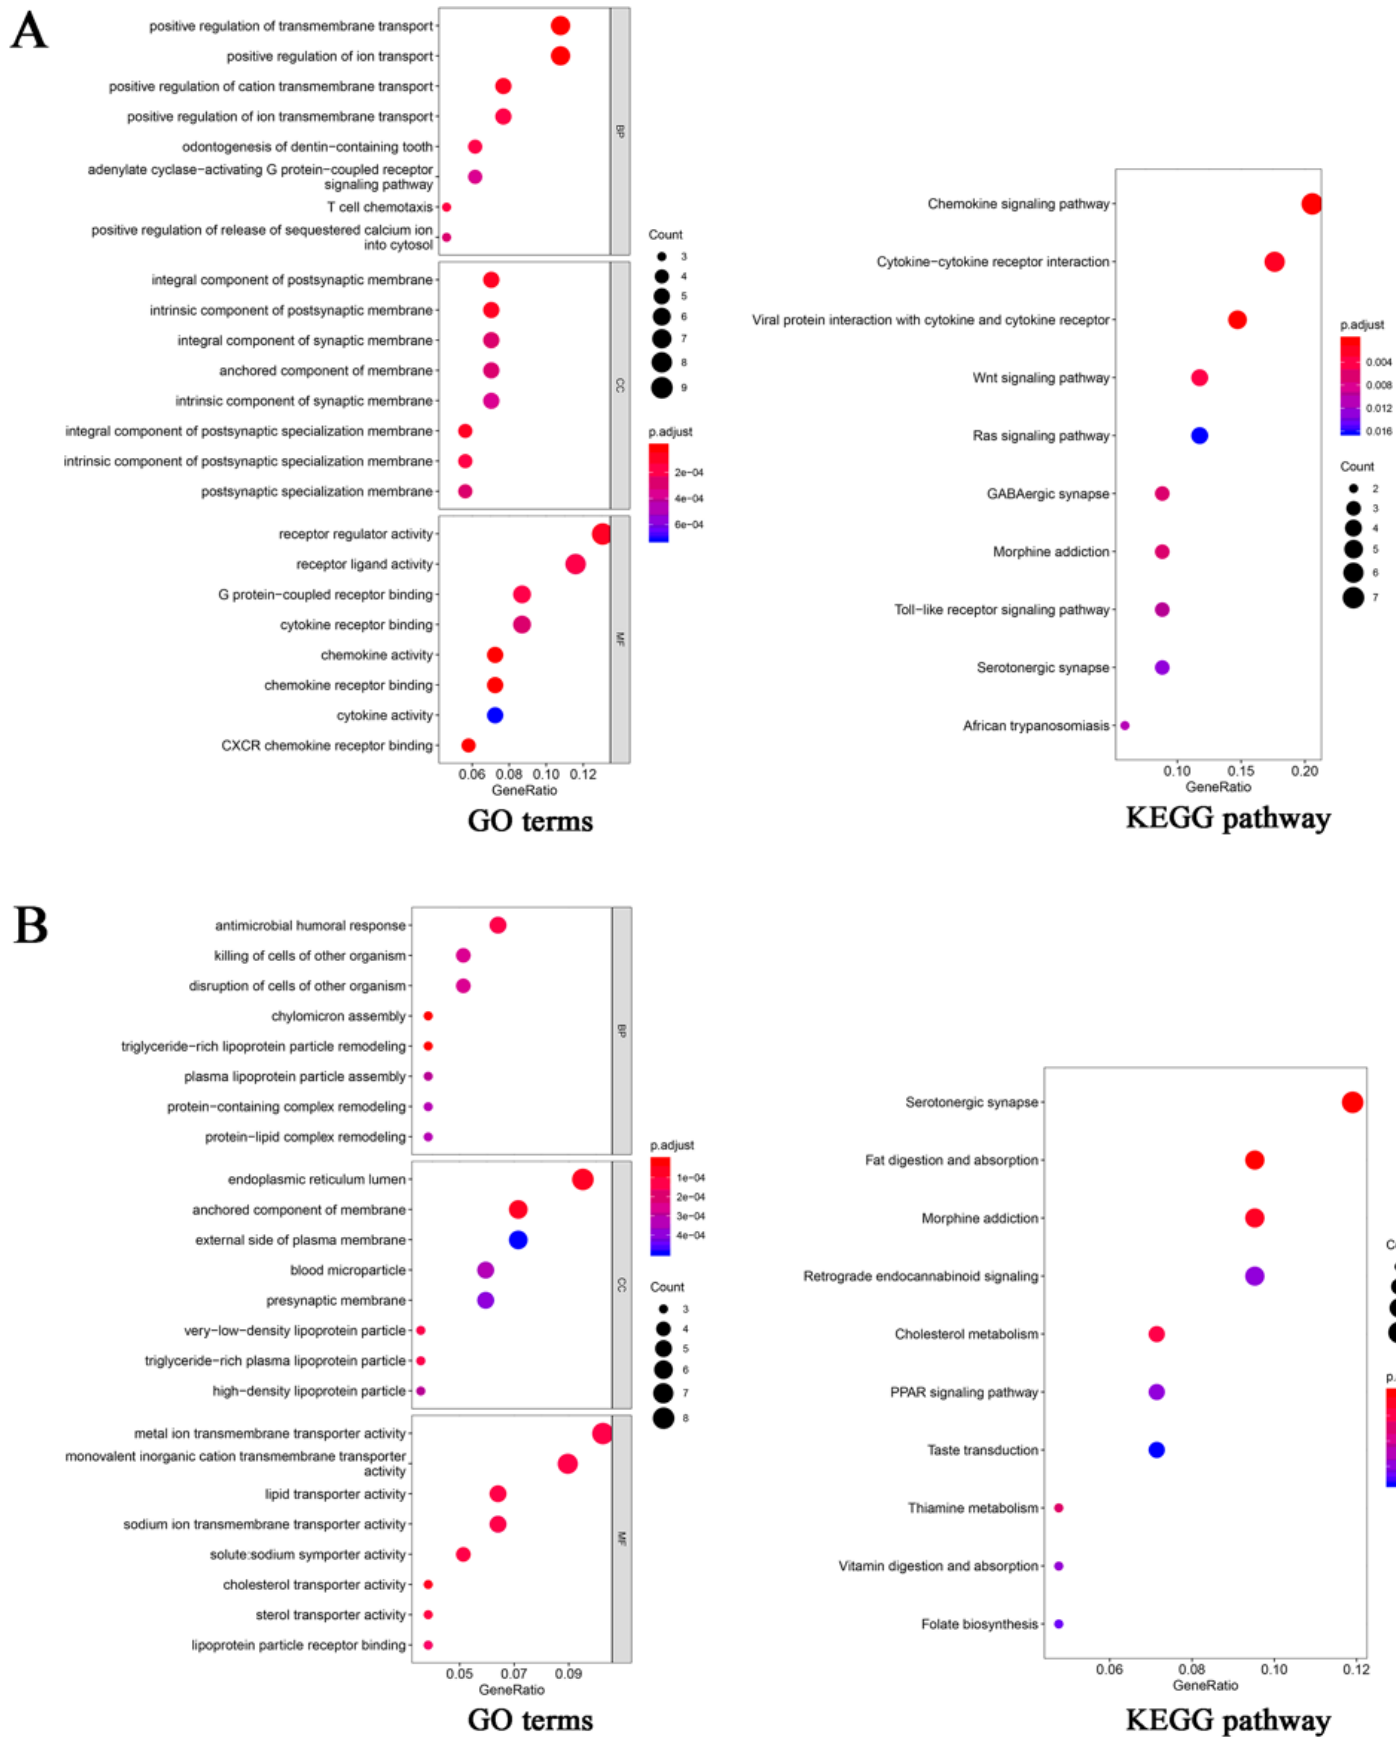 A
positive regulation of transmembrane transport
positive regulation of ion transport
positive regulation of cation transmembrane transport
positive regulation of ion transmembrane transport
odontogenesis of dentin−containing tooth
adenylate cyclase−activating G protein−coupled receptor
signaling pathway
T cell chemotaxis
positive regulation of release of sequestered calcium ion
into cytosol
BP
integral component of postsynaptic membrane
intrinsic component of postsynaptic membrane
integral component of synaptic membrane
anchored component of membrane
intrinsic component of synaptic membrane
integral component of postsynaptic specialization membrane
intrinsic component of postsynaptic specialization membrane
postsynaptic specialization membrane
CC
receptor regulator activity
receptor ligand activity
G protein−coupled receptor binding
cytokine receptor binding
chemokine activity
chemokine receptor binding
cytokine activity
CXCR chemokine receptor binding
MF
0.06 0.08 0.10 0.12
GeneRatio
GO terms
Count
3
4
5
6
7
8
9
p.adjust
2e−04
4e−04
6e−04
Chemokine signaling pathway
Cytokine−cytokine receptor interaction
Viral protein interaction with cytokine and cytokine receptor
Wnt signaling pathway
Ras signaling pathway
GABAergic synapse
Morphine addiction
Toll−like receptor signaling pathway
Serotonergic synapse
African trypanosomiasis
0.10 0.15 0.20
GeneRatio
KEGG pathway
p.adjust
0.004
0.008
0.012
0.016
Count
2
3
4
5
6
7
B
antimicrobial humoral response
killing of cells of other organism
disruption of cells of other organism
chylomicron assembly
triglyceride−rich lipoprotein particle remodeling
plasma lipoprotein particle assembly
protein−containing complex remodeling
protein−lipid complex remodeling
BP
endoplasmic reticulum lumen
anchored component of membrane
external side of plasma membrane
blood microparticle
presynaptic membrane
very−low−density lipoprotein particle
triglyceride−rich plasma lipoprotein particle
high−density lipoprotein particle
CC
metal ion transmembrane transporter activity
monovalent inorganic cation transmembrane transporter
activity
lipid transporter activity
sodium ion transmembrane transporter activity
solute:sodium symporter activity
cholesterol transporter activity
sterol transporter activity
lipoprotein particle receptor binding
MF
0.05 0.07 0.09
GeneRatio
GO terms
p.adjust
1e−04
2e−04
3e−04
4e−04
Count
3
4
5
6
7
8
Serotonergic synapse
Fat digestion and absorption
Morphine addiction
Retrograde endocannabinoid signaling
Cholesterol metabolism
PPAR signaling pathway
Taste transduction
Thiamine metabolism
Vitamin digestion and absorption
Folate biosynthesis
0.06 0.08 0.10 0.12
GeneRatio
KEGG pathway